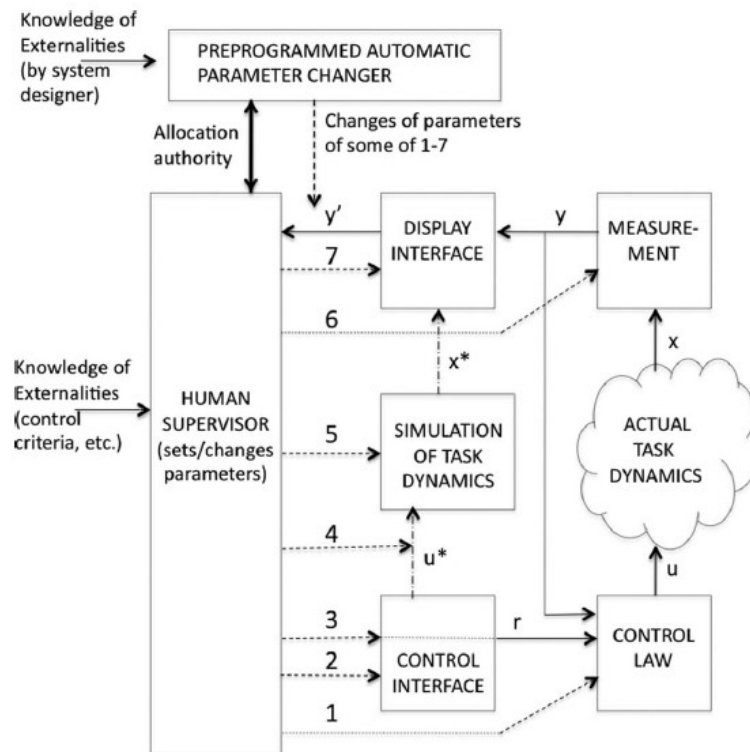 Knowledge of
Externalities
(by system
designer)
PREPROGRAMMED AUTOMATIC
PARAMETER CHANGER
Allocation
authority
Changes of parameters
of some of 1-7
y'
DISPLAY
INTERFACE
y
MEASURE-
MENT
7
6
x*
x
Knowledge of
Externalities
(control
criteria, etc.)
HUMAN
SUPERVISOR
(sets/changes
parameters)
5
SIMULATION
OF TASK
DYNAMICS
ACTUAL
TASK
DYNAMICS
4
u*
u
3
r
2
CONTROL
INTERFACE
CONTROL
LAW
1